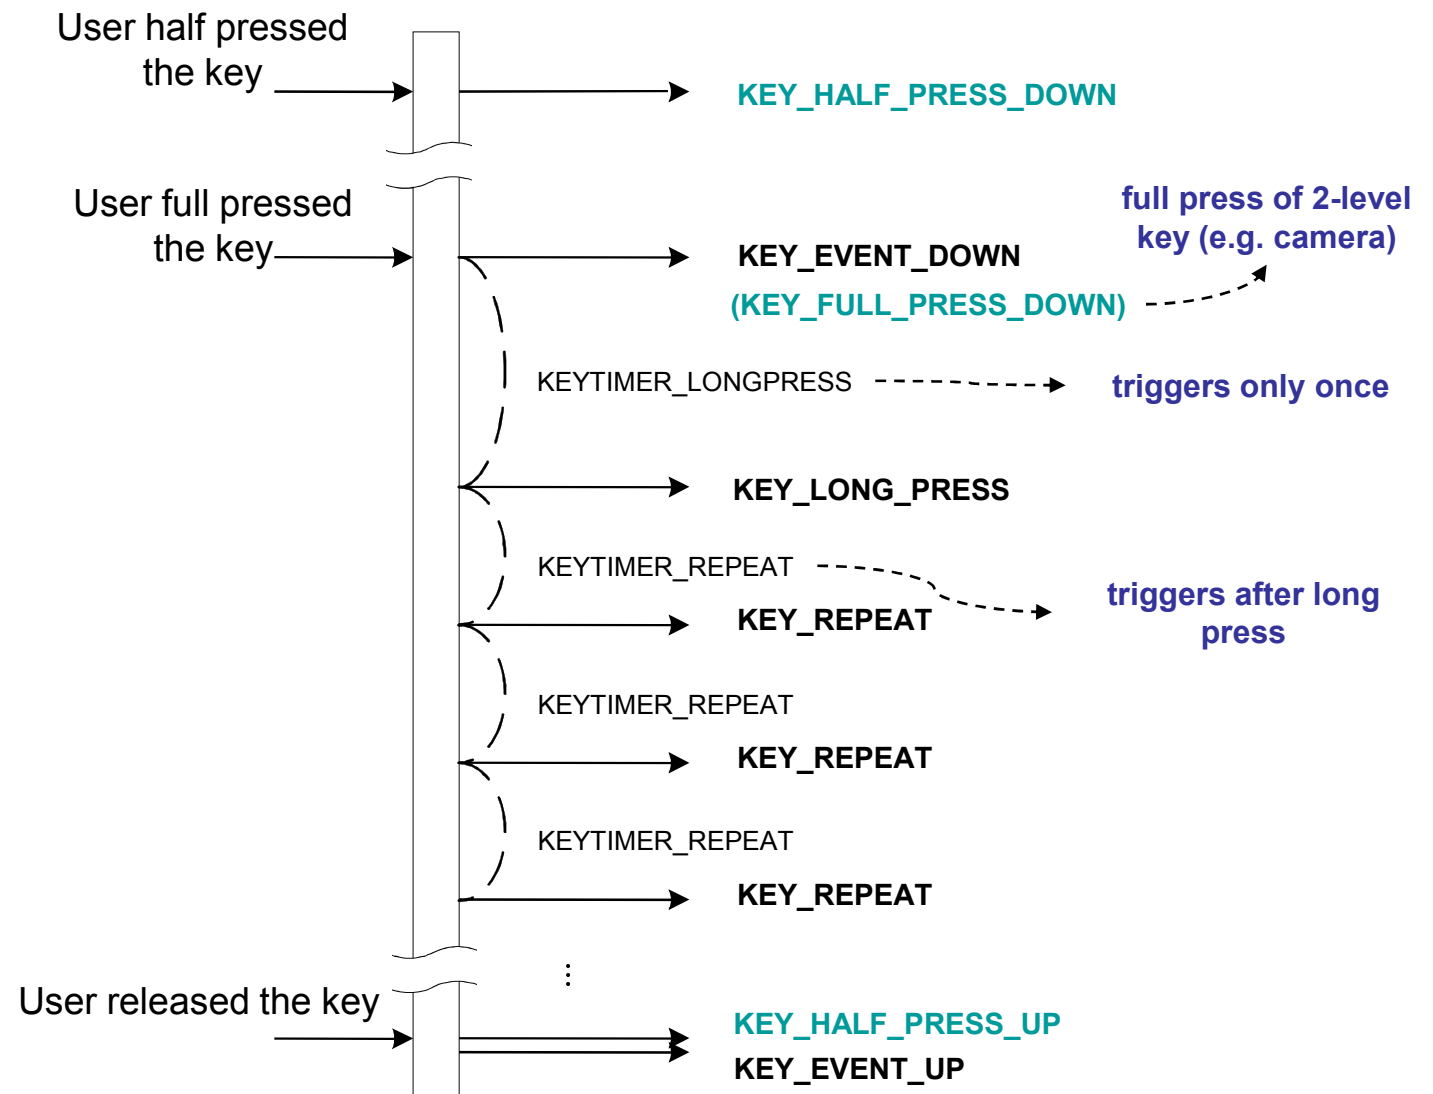 User half pressed
the key
KEY_HALF_PRESS_DOWN
User full pressed
the key
full press of 2-level
key (e.g. camera)
KEY_EVENT_DOWN
(KEY_FULL_PRESS_DOWN)
KEYTIMER_LONGPRESS
triggers only once
KEY_LONG_PRESS
KEYTIMER_REPEAT
triggers after long
press
KEY_REPEAT
KEYTIMER_REPEAT
KEY_REPEAT
KEYTIMER_REPEAT
KEY_REPEAT
...
User released the key
KEY_HALF_PRESS_UP
KEY_EVENT_UP